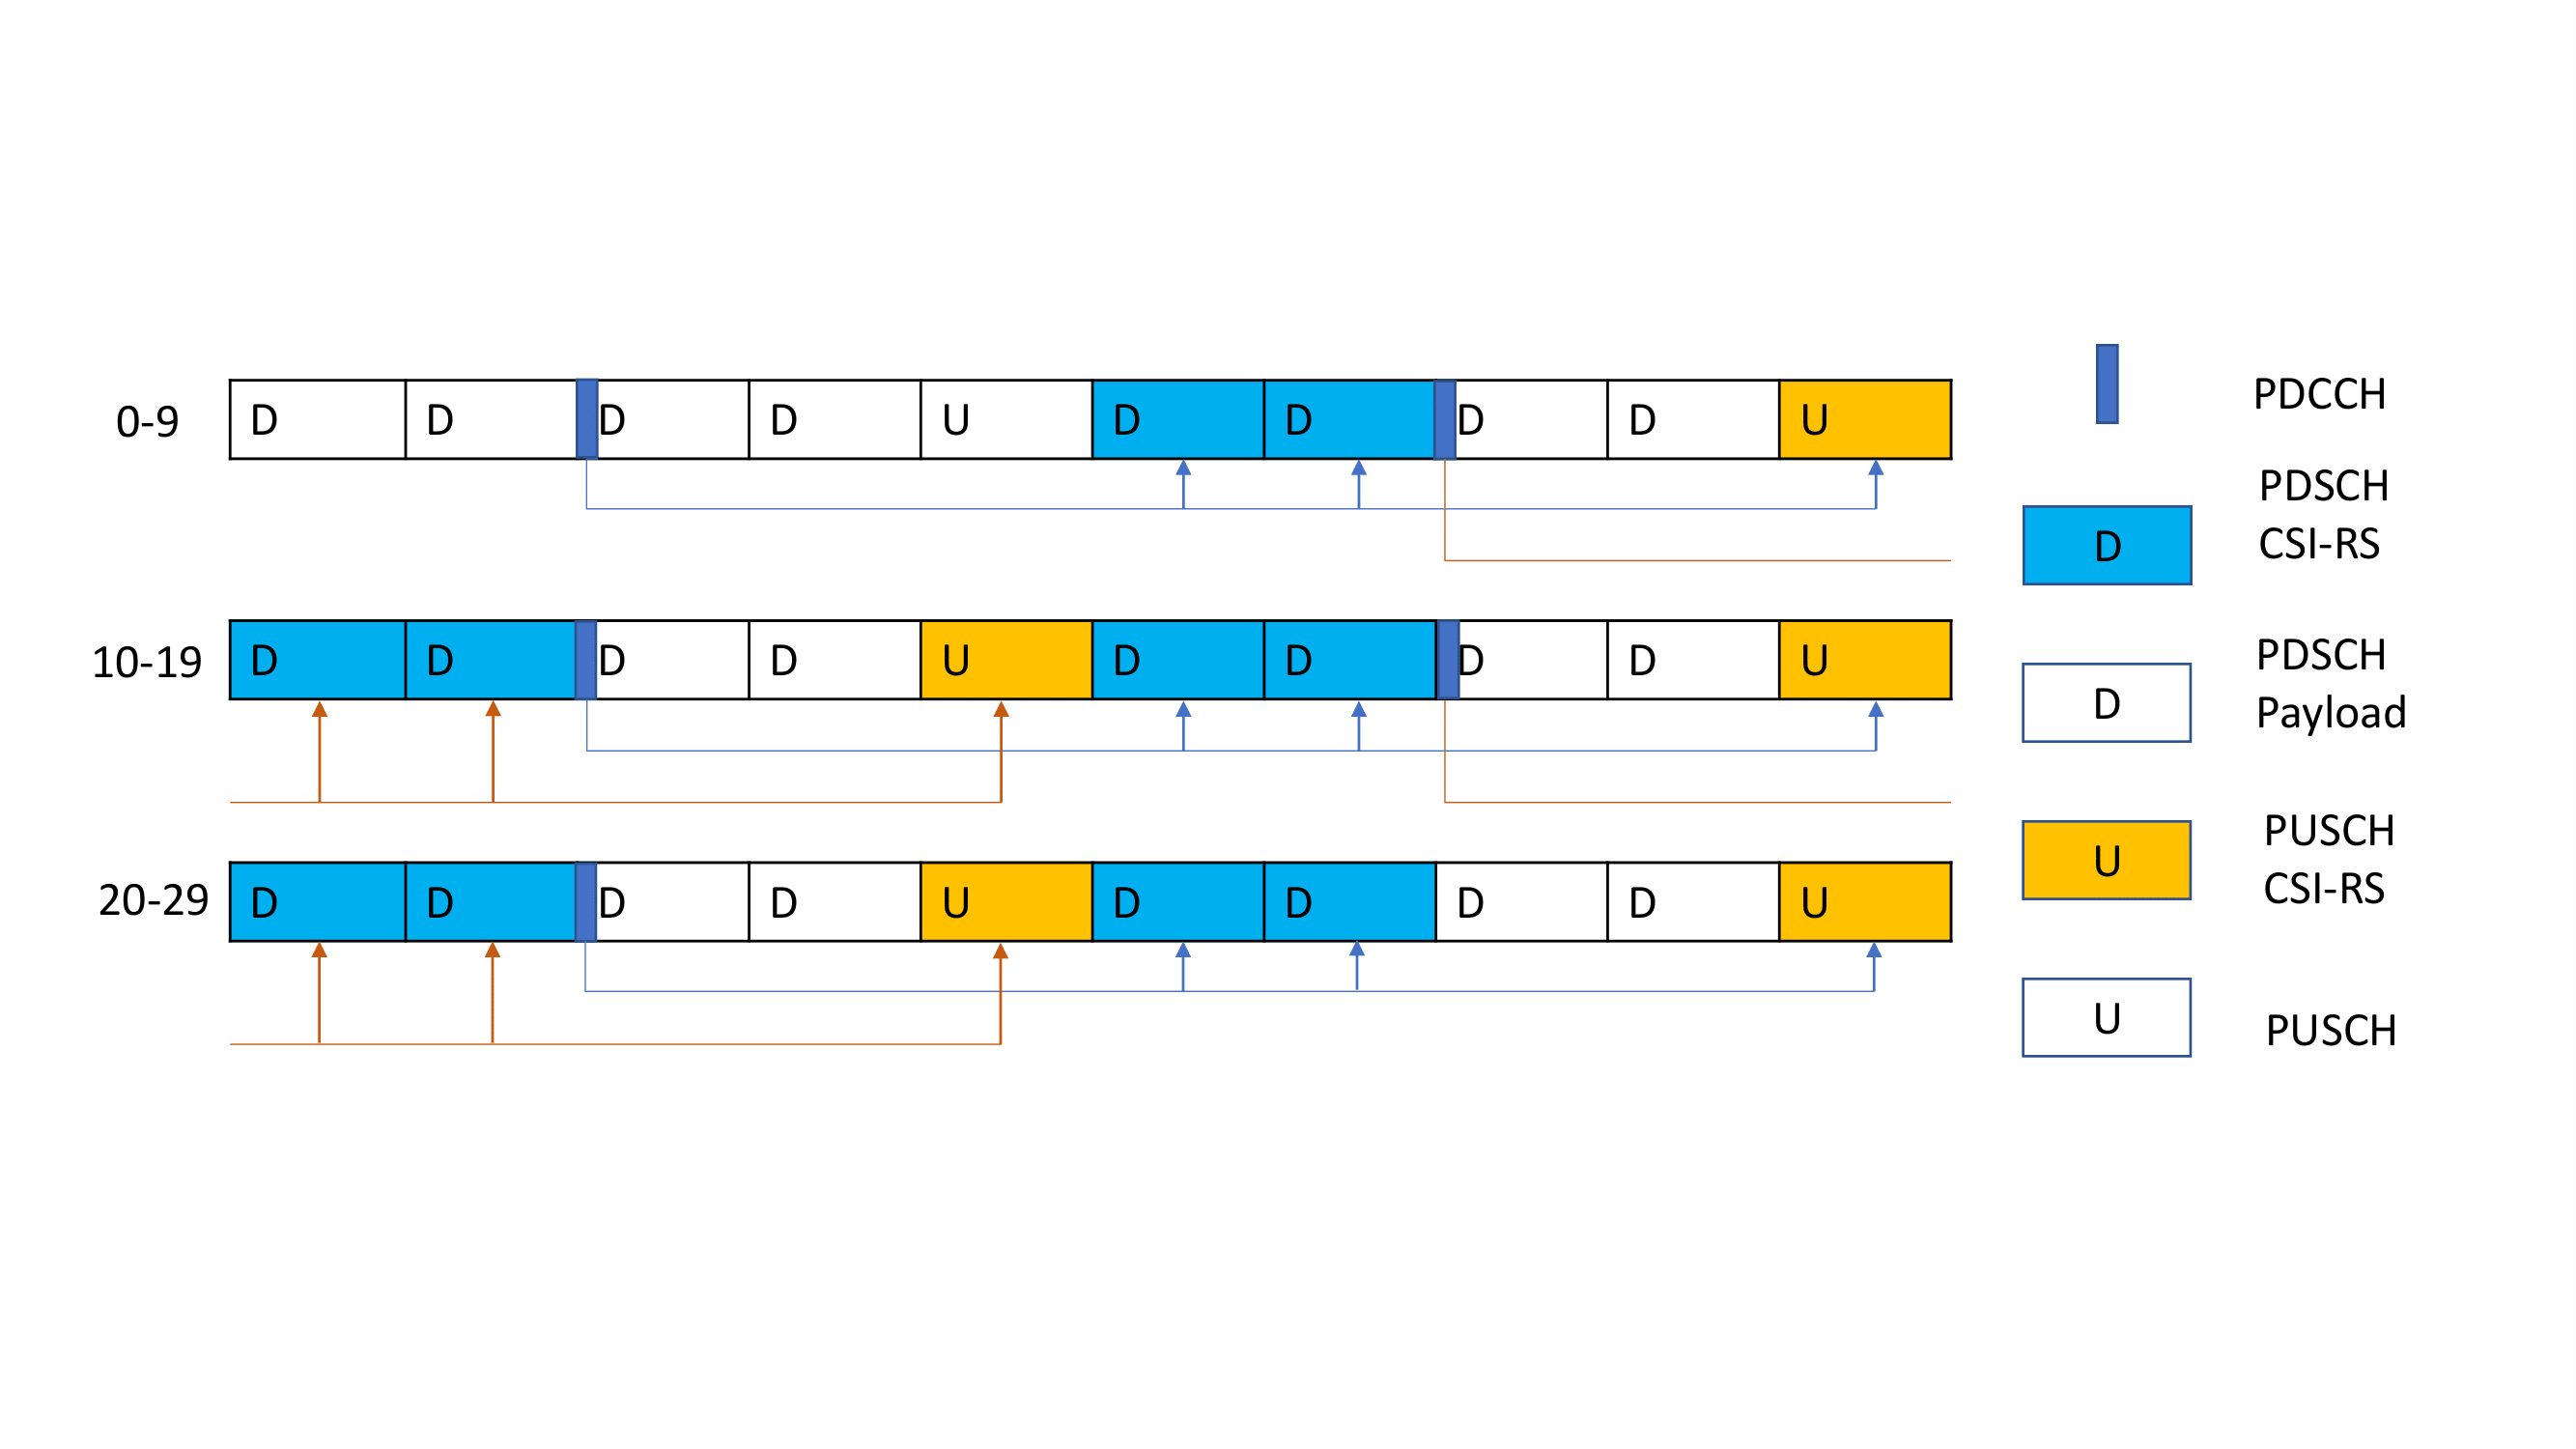 0-9 D D D D U D D D D U
10-19 D D D D U D D D D U
20-29 D D D D U D D D D U
PDCCH
D PDSCH
CSI-RS
D PDSCH
Payload
U PUSCH
CSI-RS
U PUSCH